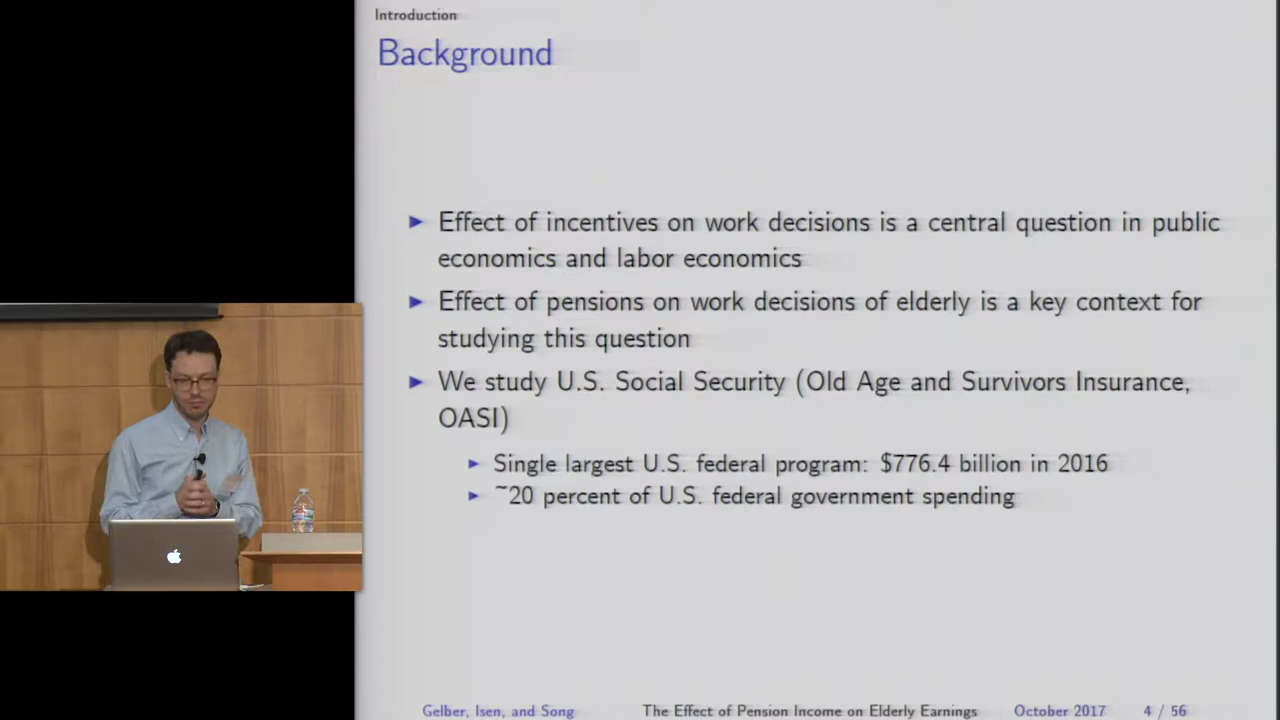 Introduction
Background
Effect of incentives on work decisions is a central question in public
economics and labor economics
Effect of pensions on work decisions of elderly is a key context for
studying this question
We study U.S. Social Security (Old Age and Survivors Insurance,
OASI)
Single largest U.S. federal program: $776.4 billion in 2016
~20 percent of U.S. federal government spending
Gelber, Isen, and Song The Effect of Pension Income on Elderly Earnings October 2017 4 / 56